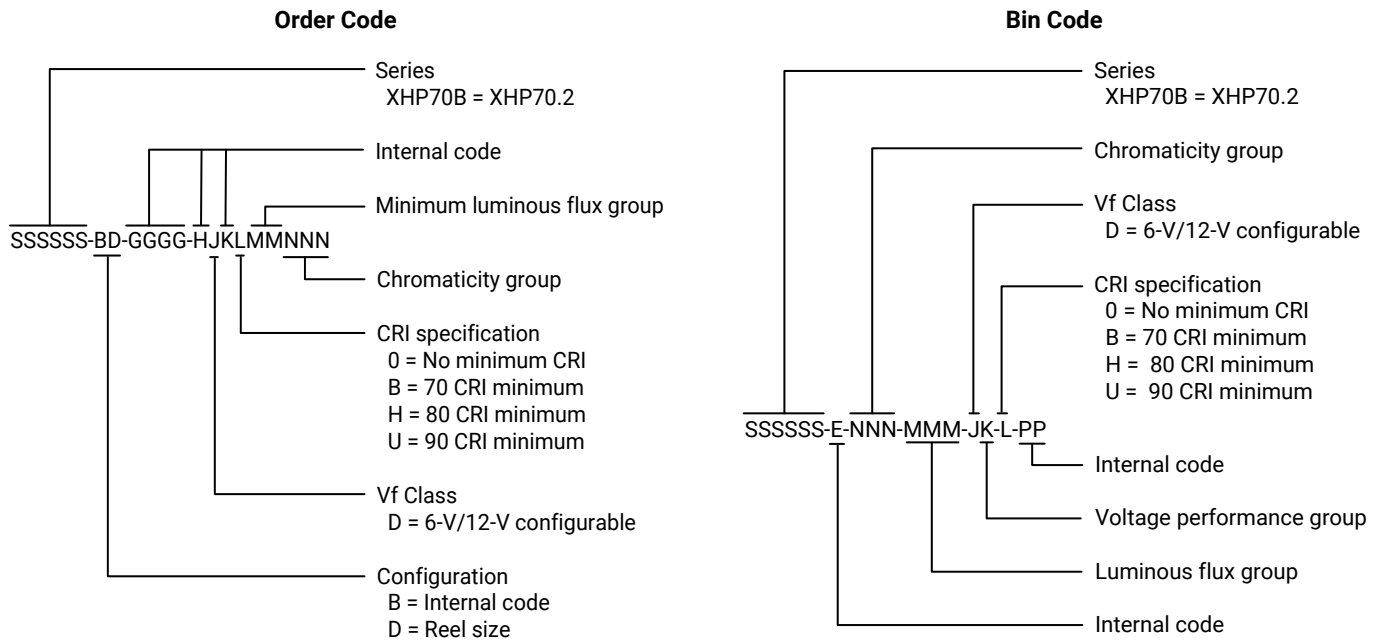 Order Code
Series
XHP70B = XHP70.2
Internal code
Minimum luminous flux group
SSSSSS-BD-GGGG-HJKLMMNNN
Chromaticity group
CRI specification
0 = No minimum CRI
B = 70 CRI minimum
H = 80 CRI minimum
U = 90 CRI minimum
Vf Class
D = 6-V/12-V configurable
Configuration
B = Internal code
D = Reel size
Bin Code
Series
XHP70B = XHP70.2
Chromaticity group
Vf Class
D = 6-V/12-V configurable
CRI specification
0 = No minimum CRI
B = 70 CRI minimum
H = 80 CRI minimum
U = 90 CRI minimum
SSSSSS-E-NNN-MMM-JK-L-PP
Internal code
Voltage performance group
Luminous flux group
Internal code